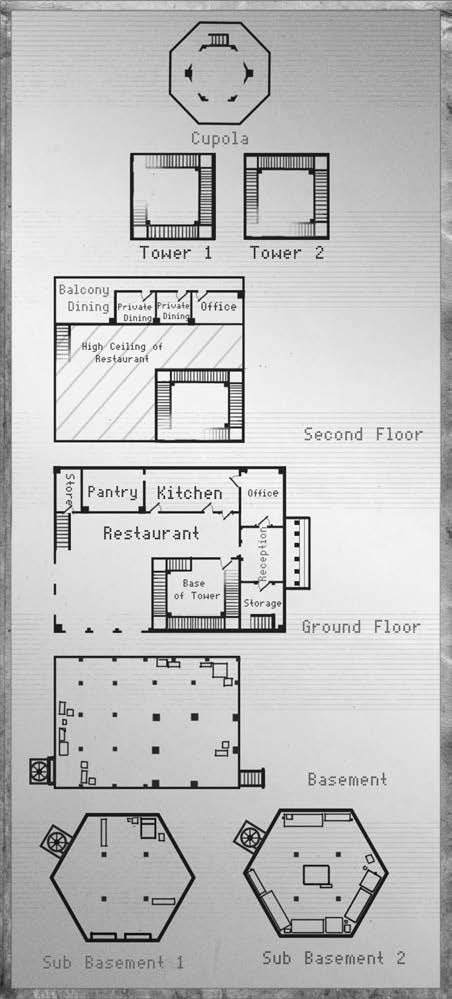 Cupola
Tower 1
Tower 2
Balcony
Dining
Private
Dining
Private
Dining
Office
High Ceiling of
Restaurant
Second Floor
Store
Pantry
Kitchen
Office
Restaurant
Reception
Base
of Tower
Storage
Ground Floor
Basement
Sub Basement 1
Sub Basement 2